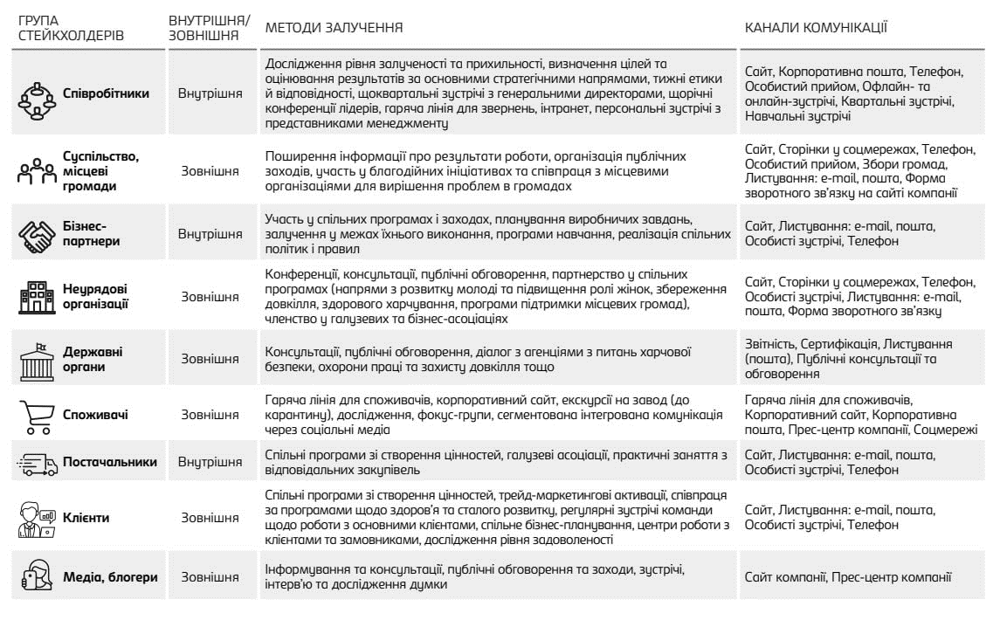 ГРУПА
СТЕЙКХОЛДЕРІВ
ВНУТРІШНЯ/
ЗОВНІШНЯ
МЕТОДИ ЗАЛУЧЕННЯ
КАНАЛИ КОМУНІКАЦІЇ
Співробітники
Внутрішня
Дослідження рівня залученості та прихильності, визначення цілей та
оцінювання результатів за основними стратегічними напрямами, тижні етики
й відповідності, щоквартальні зустрічі з генеральними директорами, щорічні
конференції лідерів, гаряча лінія для звернень, інтранет, персональні зустрічі з
представниками менеджменту
Сайт, Корпоративна пошта, Телефон,
Особистий прийом, Офлайн- та
онлайн-зустрічі, Квартальні зустрічі,
Навчальні зустрічі
Суспільство,
місцеві
громади
Зовнішня
Поширення інформації про результати роботи, організація публічних
заходів, участь у благодійних ініціативах та співпраця з місцевими
організаціями для вирішення проблем в громадах
Сайт, Сторінки у соцмережах, Телефон,
Особистий прийом, Збори громад,
Листування: e-mail, пошта, Форма
зворотного зв’язку на сайті компанії
Бізнес-
партнери
Внутрішня
Участь у спільних програмах і заходах, планування виробничих завдань,
залучення у межах їхнього виконання, програми навчання, реалізація спільних
політик і правил
Сайт, Листування: e-mail, пошта,
Особисті зустрічі, Телефон
Неурядові
організації
Зовнішня
Конференції, консультації, публічні обговорення, партнерство у спільних
програмах (напрями з розвитку молоді та підвищення ролі жінок, збереження
довкілля, здорового харчування, програми підтримки місцевих громад),
членство у галузевих та бізнес-асоціаціях
Сайт, Сторінки у соцмережах, Телефон,
Особисті зустрічі, Листування: e-mail,
пошта, Форма зворотного зв’язку
Державні
органи
Зовнішня
Консультації, публічні обговорення, діалог з агенціями з питань харчової
безпеки, охорони праці та захисту довкілля тощо
Звітність, Сертифікація, Листування
(пошта), Публічні консультації та
обговорення
Споживачі
Зовнішня
Гаряча лінія для споживачів, корпоративний сайт, екскурсії на завод (до
карантину), дослідження, фокус-групи, сегментована інтегрована комунікація
через соціальні медіа
Гаряча лінія для споживачів,
Корпоративний сайт, Корпоративна
пошта, Прес-центр компанії, Соцмережі
Постачальники
Внутрішня
Спільні програми зі створення цінностей, галузеві асоціації, практичні заняття з
відповідальних закупівель
Сайт, Листування: e-mail, пошта,
Особисті зустрічі, Телефон
Клієнти
Зовнішня
Спільні програми зі створення цінностей, трейд-маркетингові активації, співпраця
за програмами щодо здоров’я та сталого розвитку, регулярні зустрічі команди
щодо роботи з основними клієнтами, спільне бізнес-планування, центри роботи з
клієнтами та замовниками, дослідження рівня задоволеності
Сайт, Листування: e-mail, пошта,
Особисті зустрічі, Телефон
Медіа, блогери
Зовнішня
Інформування та консультації, публічні обговорення та заходи, зустрічі,
інтерв’ю та дослідження думки
Сайт компанії, Прес-центр компанії